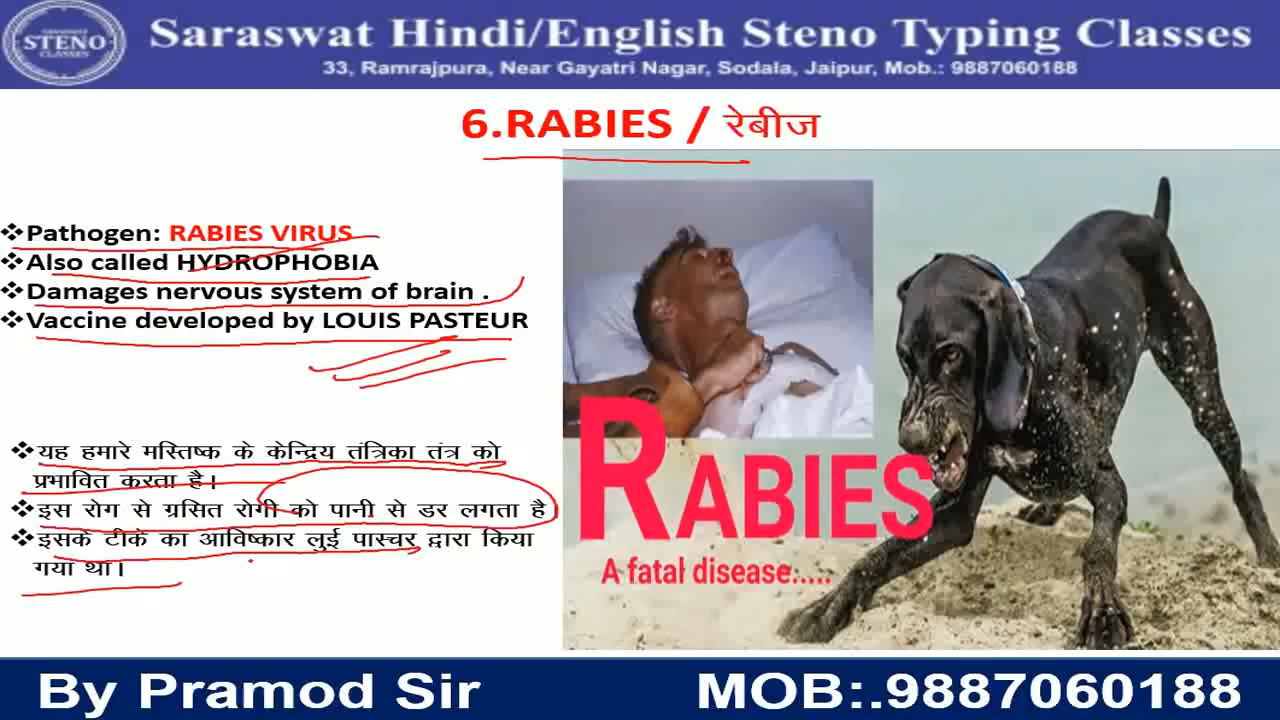 STENO
CLASSES
Saraswat Hindi/English Steno Typing Classes
33, Ramrajpura, Near Gayatri Nagar, Sodala, Jaipur, Mob.: 9887060188
6.RABIES / रेबीज
❖Pathogen: RABIES VIRUS
❖Also called HYDROPHOBIA
❖Damages nervous system of brain .
❖Vaccine developed by LOUIS PASTEUR
❖यह हमारे मस्तिष्क के केन्द्रिय तंत्रिका तंत्र को
प्रभावित करता है।
❖इस रोग से ग्रसित रोगी को पानी से डर लगता है
❖इसके टीके का आविष्कार लुई पास्चर द्वारा किया
गया था।
RABIES
A fatal disease.....
By Pramod Sir
MOB:.9887060188